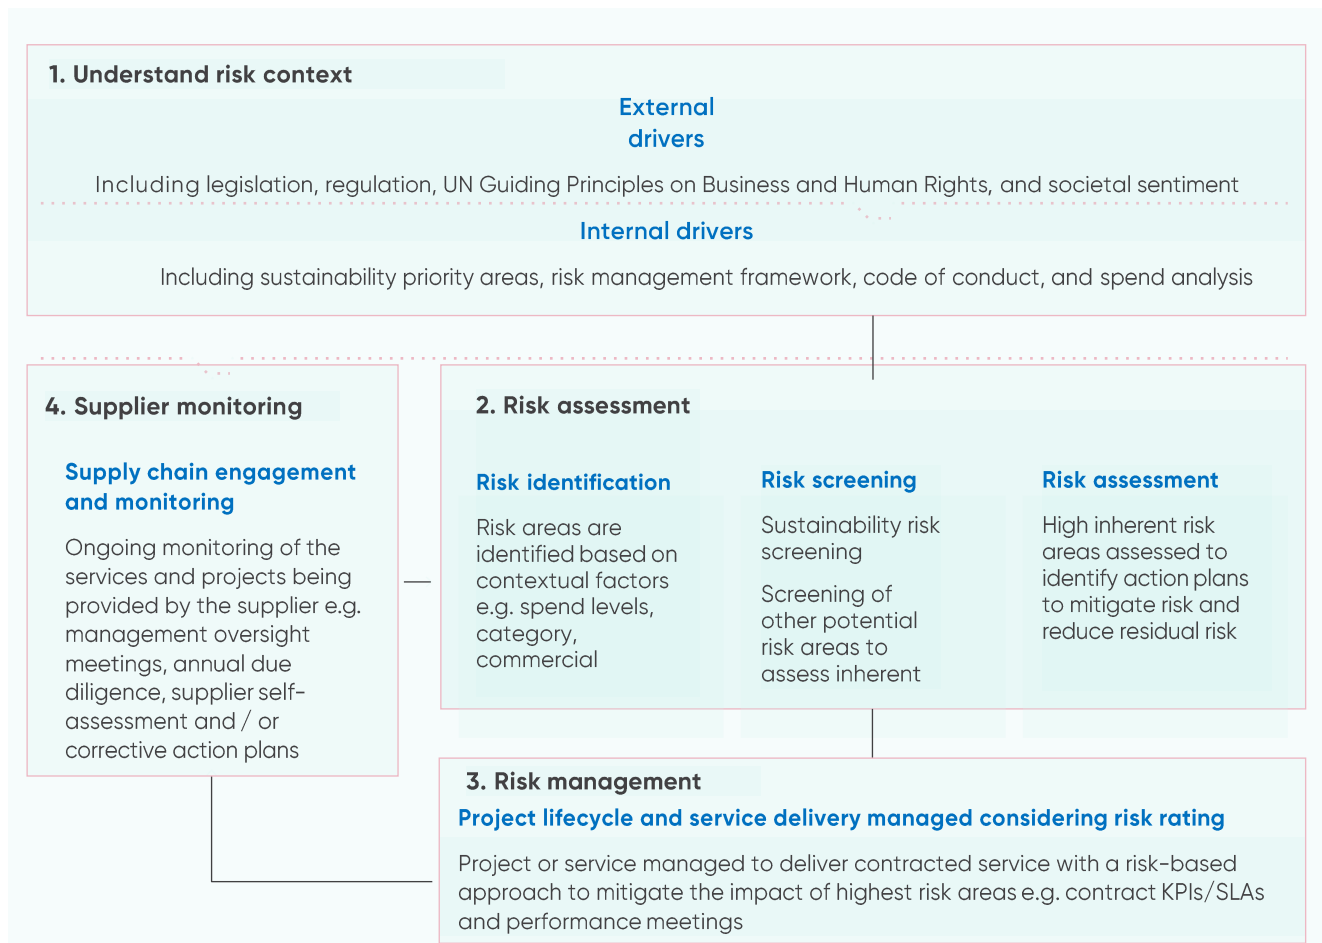 1. Understand risk context
External
drivers
Including legislation, regulation, UN Guiding Principles on Business and Human Rights, and societal sentiment
Internal drivers
Including sustainability priority areas, risk management framework, code of conduct, and spend analysis
4. Supplier monitoring
Supply chain engagement
and monitoring
Ongoing monitoring of the
services and projects being
provided by the supplier e.g.
management oversight
meetings, annual due
diligence, supplier self-
assessment and / or
corrective action plans
2. Risk assessment
Risk identification
Risk areas are
identified based on
contextual factors
e.g. spend levels,
category,
commercial
Risk screening
Sustainability risk
screening
Screening of
other potential
risk areas to
assess inherent
Risk assessment
High inherent risk
areas assessed to
identify action plans
to mitigate risk and
reduce residual risk
3. Risk management
Project lifecycle and service delivery managed considering risk rating
Project or service managed to deliver contracted service with a risk-based
approach to mitigate the impact of highest risk areas e.g. contract KPIs/SLAs
and performance meetings